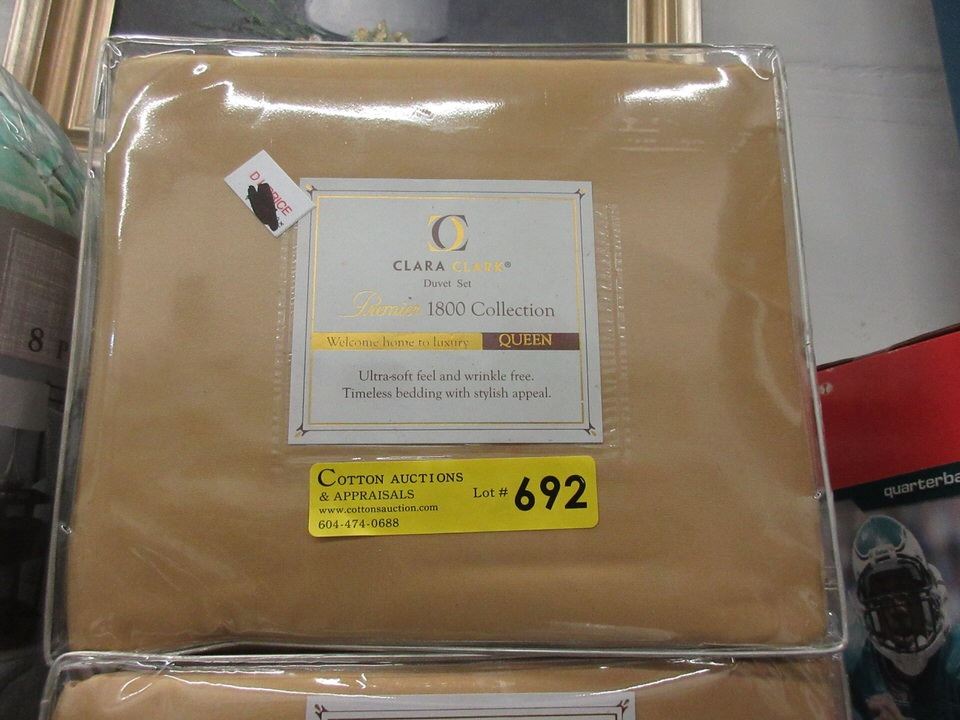 CLARA CLARK®
Duvet Set
Premier 1800 Collection
Welcome home to luxury QUEEN
Ultra-soft feel and wrinkle free.
Timeless bedding with stylish appeal.
COTTON AUCTIONS
& APPRAISALS
www.cottonsauction.com
604-474-0688
Lot # 692
8